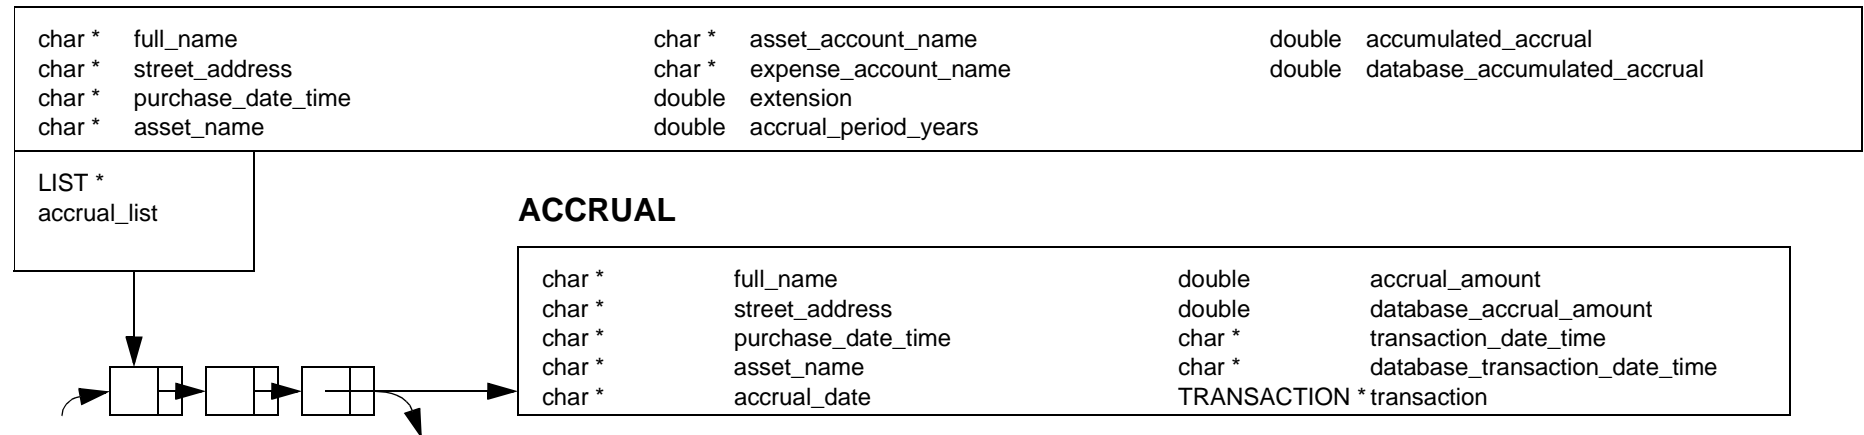 char * full_name char * asset_account_name double accumulated_accrual
char * street_address char * expense_account_name double database_accumulated_accrual
char * purchase_date_time double extension
char * asset_name double accrual_period_years
LIST *
accrual_list
ACCRUAL
char * full_name double accrual_amount
char * street_address double database_accrual_amount
char * purchase_date_time char * transaction_date_time
char * asset_name char * database_transaction_date_time
char * accrual_date TRANSACTION * transaction